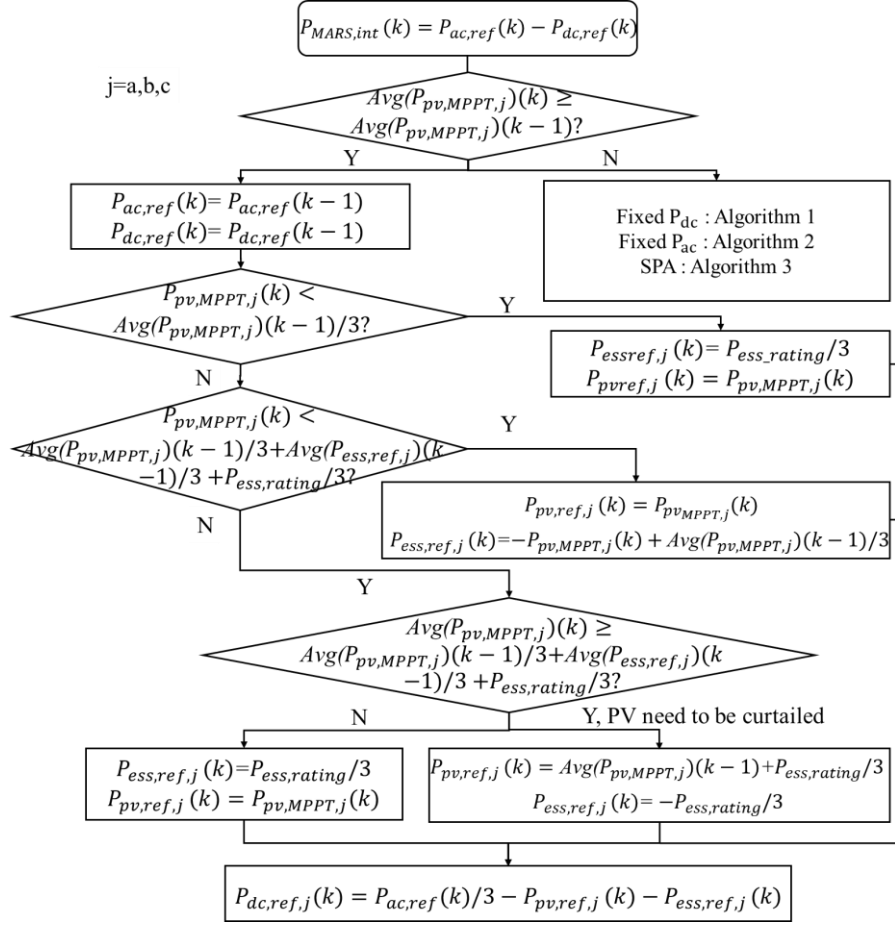 P_{MARS,int}(k) = P_{ac,ref}(k) − P_{dc,ref}(k)
j=a,b,c
Avg(P_{pv,MPPT,j})(k) ≥
Avg(P_{pv,MPPT,j})(k − 1)?
Y
N
P_{ac,ref}(k)= P_{ac,ref}(k − 1)
P_{dc,ref}(k)= P_{dc,ref}(k − 1)
Fixed P_{dc} : Algorithm 1
Fixed P_{ac} : Algorithm 2
SPA : Algorithm 3
P_{pv,MPPT,j}(k) <
Avg(P_{pv,MPPT,j})(k − 1)/3?
Y
P_{essref,j}(k)= P_{ess_rating}/3
P_{pvref,j}(k) = P_{pv,MPPT,j}(k)
N
P_{pv,MPPT,j}(k) <
Avg(P_{pv,MPPT,j})(k − 1)/3+Avg(P_{ess,ref,j})(k
−1)/3 +P_{ess,rating}/3?
Y
P_{pv,ref,j}(k) = P_{pv_{MPPT,j}}(k)
P_{ess,ref,j}(k)=−P_{pv,MPPT,j}(k) + Avg(P_{pv,MPPT,j})(k − 1)/3
N
Y
Avg(P_{pv,MPPT,j})(k) ≥
Avg(P_{pv,MPPT,j})(k − 1)/3+Avg(P_{ess,ref,j})(k
−1)/3 +P_{ess,rating}/3?
N
Y, PV need to be curtailed
P_{ess,ref,j}(k)=P_{ess,rating}/3
P_{pv,ref,j}(k) = P_{pv,MPPT,j}(k)
P_{pv,ref,j}(k) = Avg(P_{pv,MPPT,j})(k − 1)+P_{ess,rating}/3
P_{ess,ref,j}(k)= −P_{ess,rating}/3
P_{dc,ref,j}(k) = P_{ac,ref}(k)/3 − P_{pv,ref,j}(k) − P_{ess,ref,j}(k)